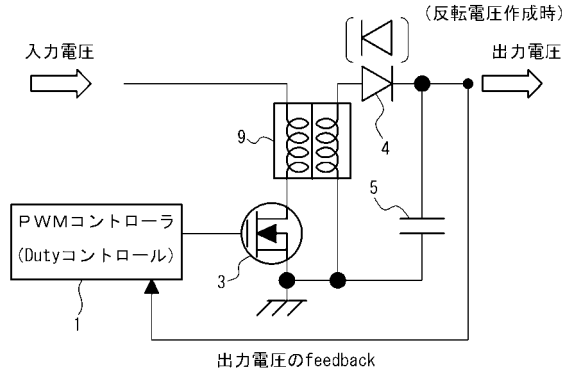 (反転電圧作成時)
入力電圧
出力電圧
9
4
5
PWMコントローラ
(Dutyコントロール)
3
1
出力電圧のfeedback